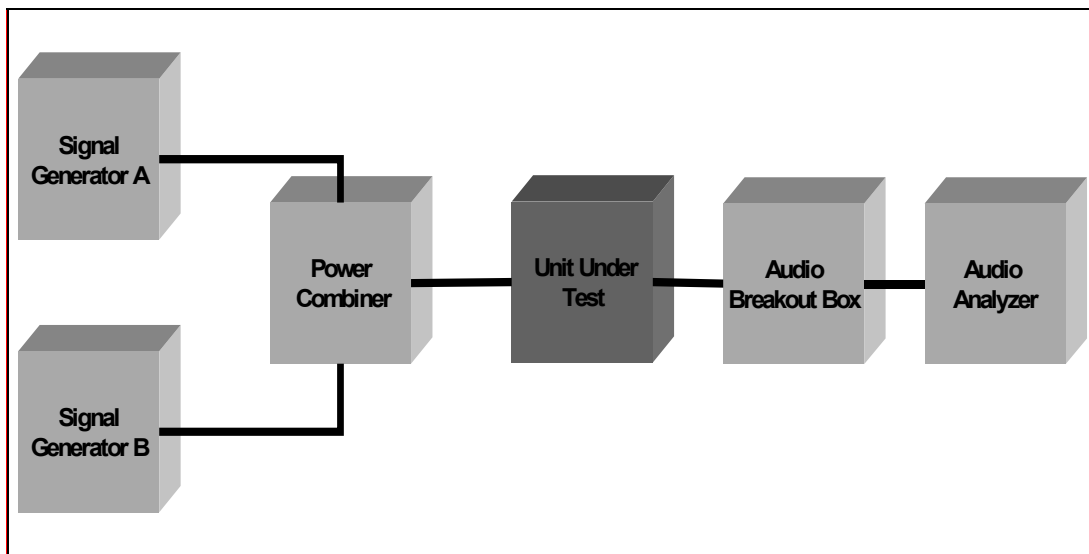 Signal
Generator A
Power
Combiner
Unit Under
Test
Audio
Breakout Box
Audio
Analyzer
Signal
Generator B